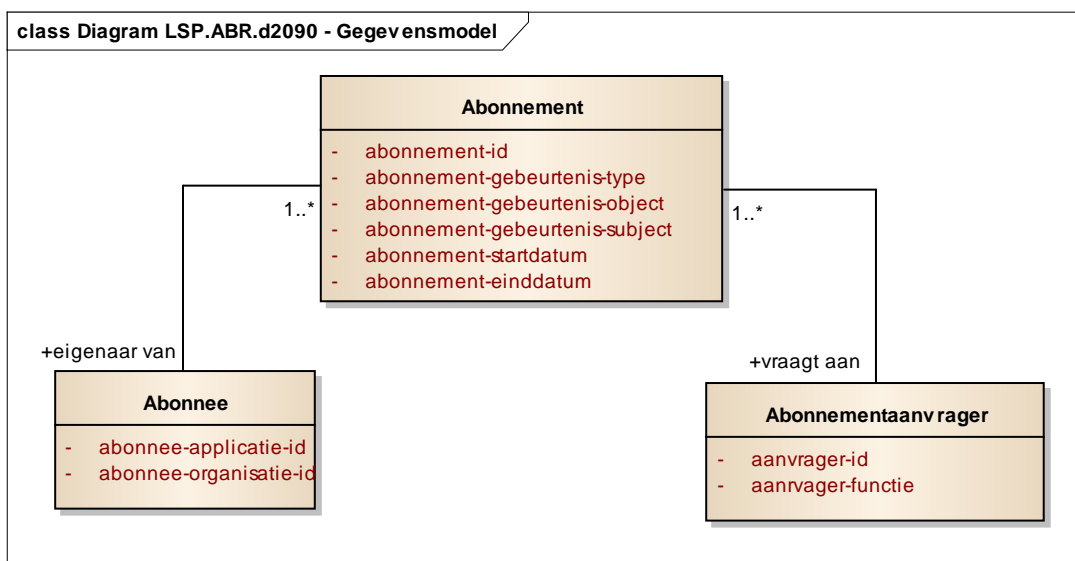 class Diagram LSP.ABR.d2090 - Gegevensmodel
Abonnement
- abonnement-id
- abonnement-gebeurtenis-type
- abonnement-gebeurtenis-object
- abonnement-gebeurtenis-subject
- abonnement-startdatum
- abonnement-einddatum
1..*
1..*
+eigenaar van
+vraagt aan
Abonnee
- abonnee-applicatie-id
- abonnee-organisatie-id
Abonnementaanvrager
- aanvrager-id
- aanrvager-functie